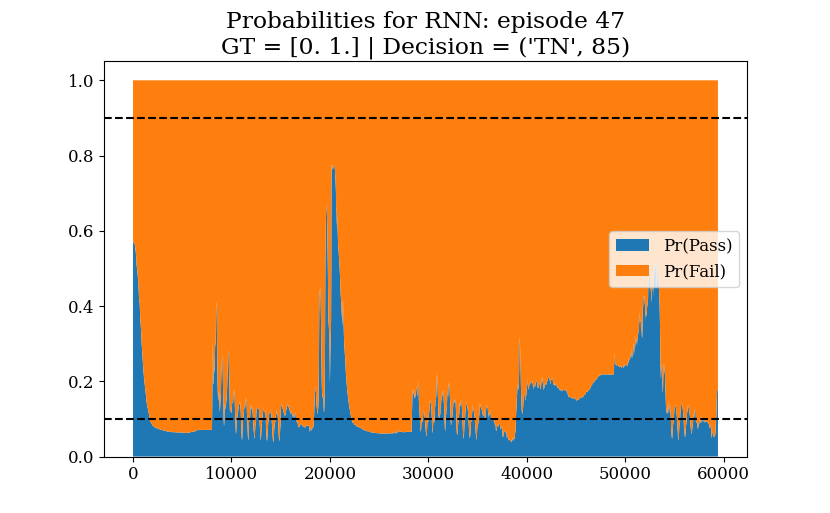 Probabilities for RNN: episode 47
GT = [0. 1.] | Decision = ('TN', 85)
1.0
0.8
0.6
0.4
0.2
0.0
Pr(Pass)
Pr(Fail)
0 10000 20000 30000 40000 50000 60000